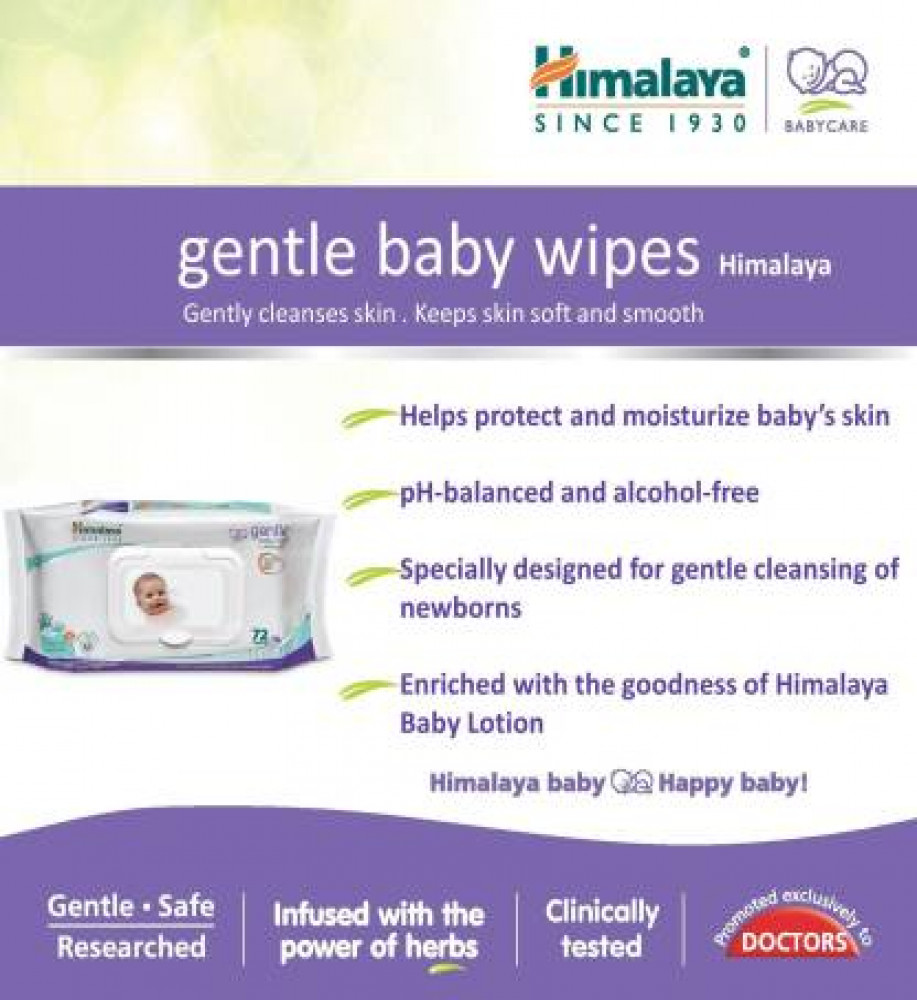 Himalaya®
SINCE 1930
BABYCARE
gentle baby wipes Himalaya
Gently cleanses skin . Keeps skin soft and smooth
Helps protect and moisturize baby's skin
pH-balanced and alcohol-free
Specially designed for gentle cleansing of
newborns
Himalaya
gentle
72
Enriched with the goodness of Himalaya
Baby Lotion
Himalaya baby Happy baby!
Gentle • Safe
Researched
Infused with the
power of herbs
Clinically
tested
Promoted exclusively to
DOCTORS